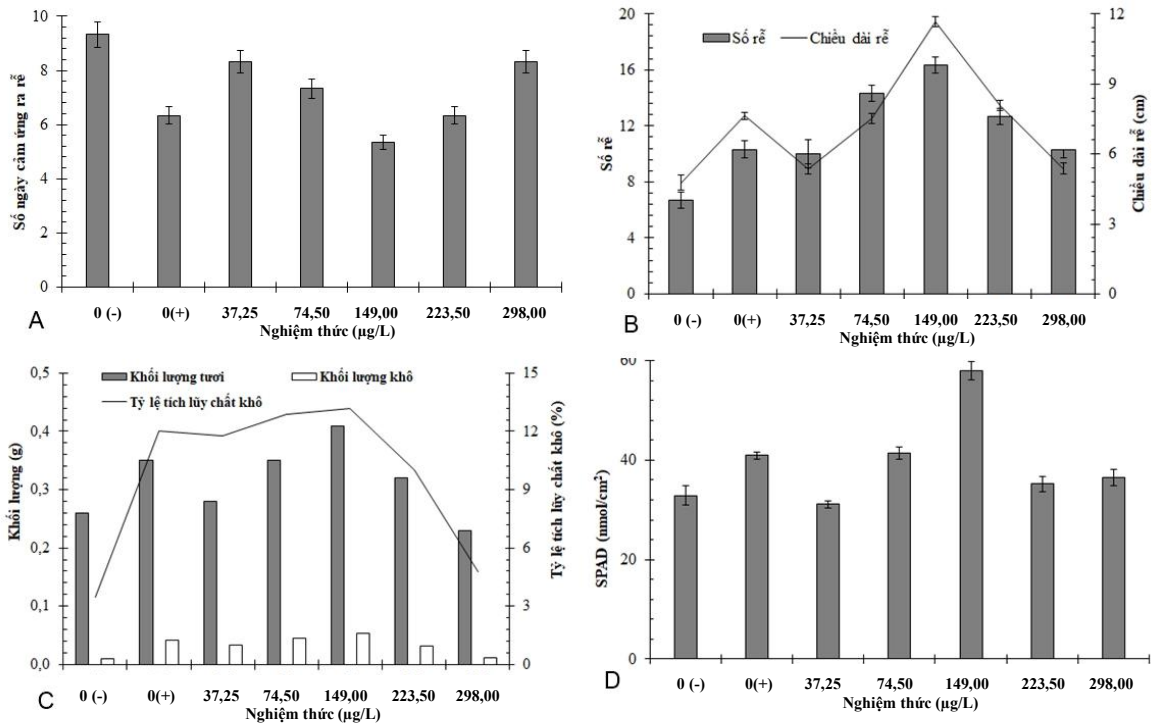 10
8
6
4
2
0
Số ngày cảm ứng ra rễ
0 (-) 0(+) 37,25 74,50 149,00 223,50 298,00
Nghiệm thức (µg/L)
A
20
16
12
8
4
0
Số rễ
Số rễ Chiều dài rễ
12
9
6
3
0
Chiều dài rễ (cm)
0 (-) 0(+) 37,25 74,50 149,00 223,50 298,00
Nghiệm thức (µg/L)
B
0,5
0,4
0,3
0,2
0,1
0,0
Khối lượng (g)
Khối lượng tươi Khối lượng khô
Tỷ lệ tích lũy chất khô
15
12
9
6
3
0
Tỷ lệ tích lũy chất khô (%)
0 (-) 0(+) 37,25 74,50 149,00 223,50 298,00
Nghiệm thức (µg/L)
C
60
40
20
0
SPAD (nmol/cm²)
0 (-) 0(+) 37,25 74,50 149,00 223,50 298,00
Nghiệm thức (µg/L)
D